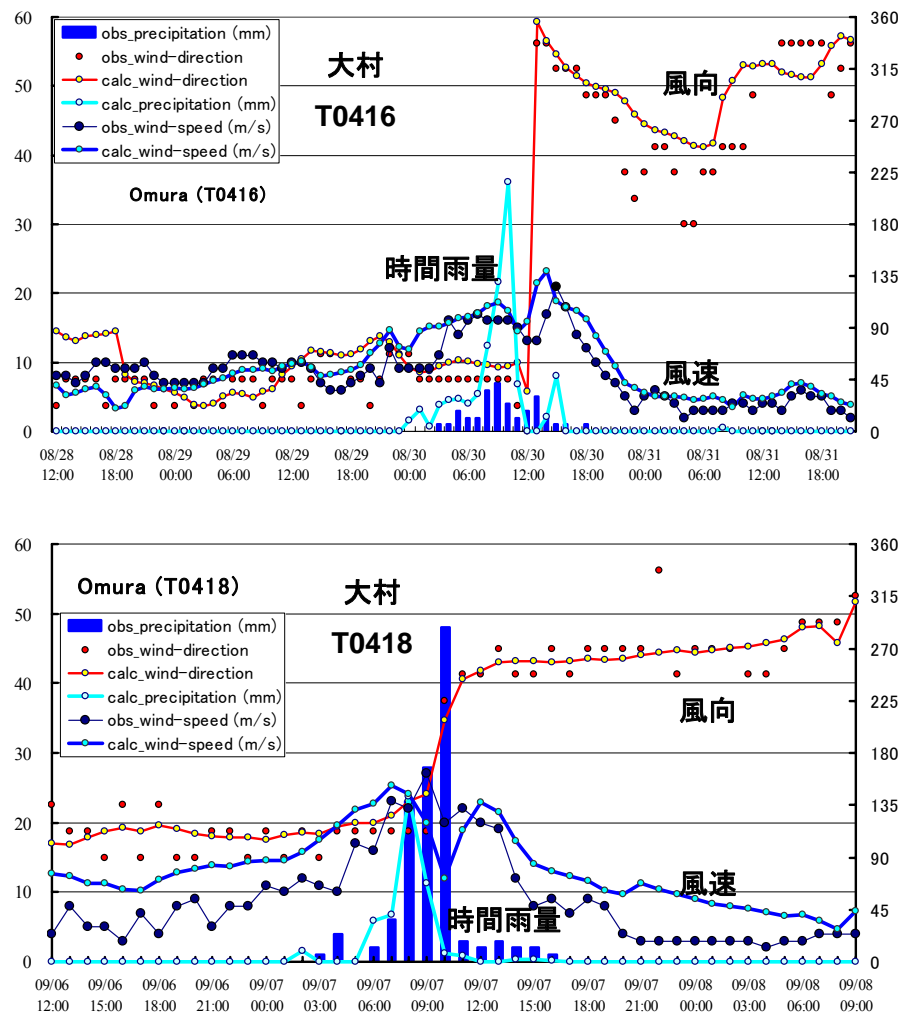 60
50
40
30
20
10
0
obs_precipitation (mm)
obs_wind-direction
calc_wind-direction
calc_precipitation (mm)
obs_wind-speed (m/s)
calc_wind-speed (m/s)
大村
T0416
Omura (T0416)
風向
時間雨量
風速
360
315
270
225
180
135
90
45
0
08/28 08/28 08/29 08/29 08/29 08/29 08/30 08/30 08/30 08/30 08/31 08/31 08/31 08/31
12:00 18:00 00:00 06:00 12:00 18:00 00:00 06:00 12:00 18:00 00:00 06:00 12:00 18:00
60
50
40
30
20
10
0
Omura (T0418)
大村
T0418
obs_precipitation (mm)
obs_wind-direction
calc_wind-direction
calc_precipitation (mm)
obs_wind-speed (m/s)
calc_wind-speed (m/s)
風向
風速
時間雨量
360
315
270
225
180
135
90
45
0
09/06 09/06 09/06 09/06 09/07 09/07 09/07 09/07 09/07 09/07 09/07 09/07 09/08 09/08 09/08 09/08
12:00 15:00 18:00 21:00 00:00 03:00 06:00 09:00 12:00 15:00 18:00 21:00 00:00 03:00 06:00 09:00